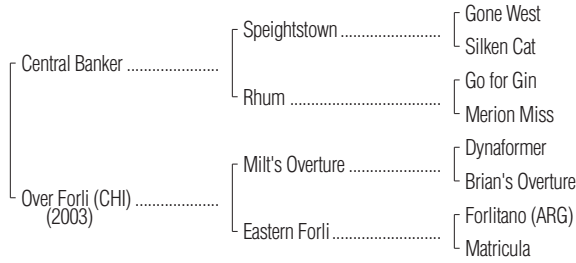 Gone West
Speightstown ..........................
Silken Cat
Central Banker ........................
Go for Gin
Rhum .......................................
Merion Miss
Dynaformer
Milt's Overture ........................
Brian's Overture
Over Forli (CHI) ......................
(2003)
Forlitano (ARG)
Eastern Forli............................
Matricula